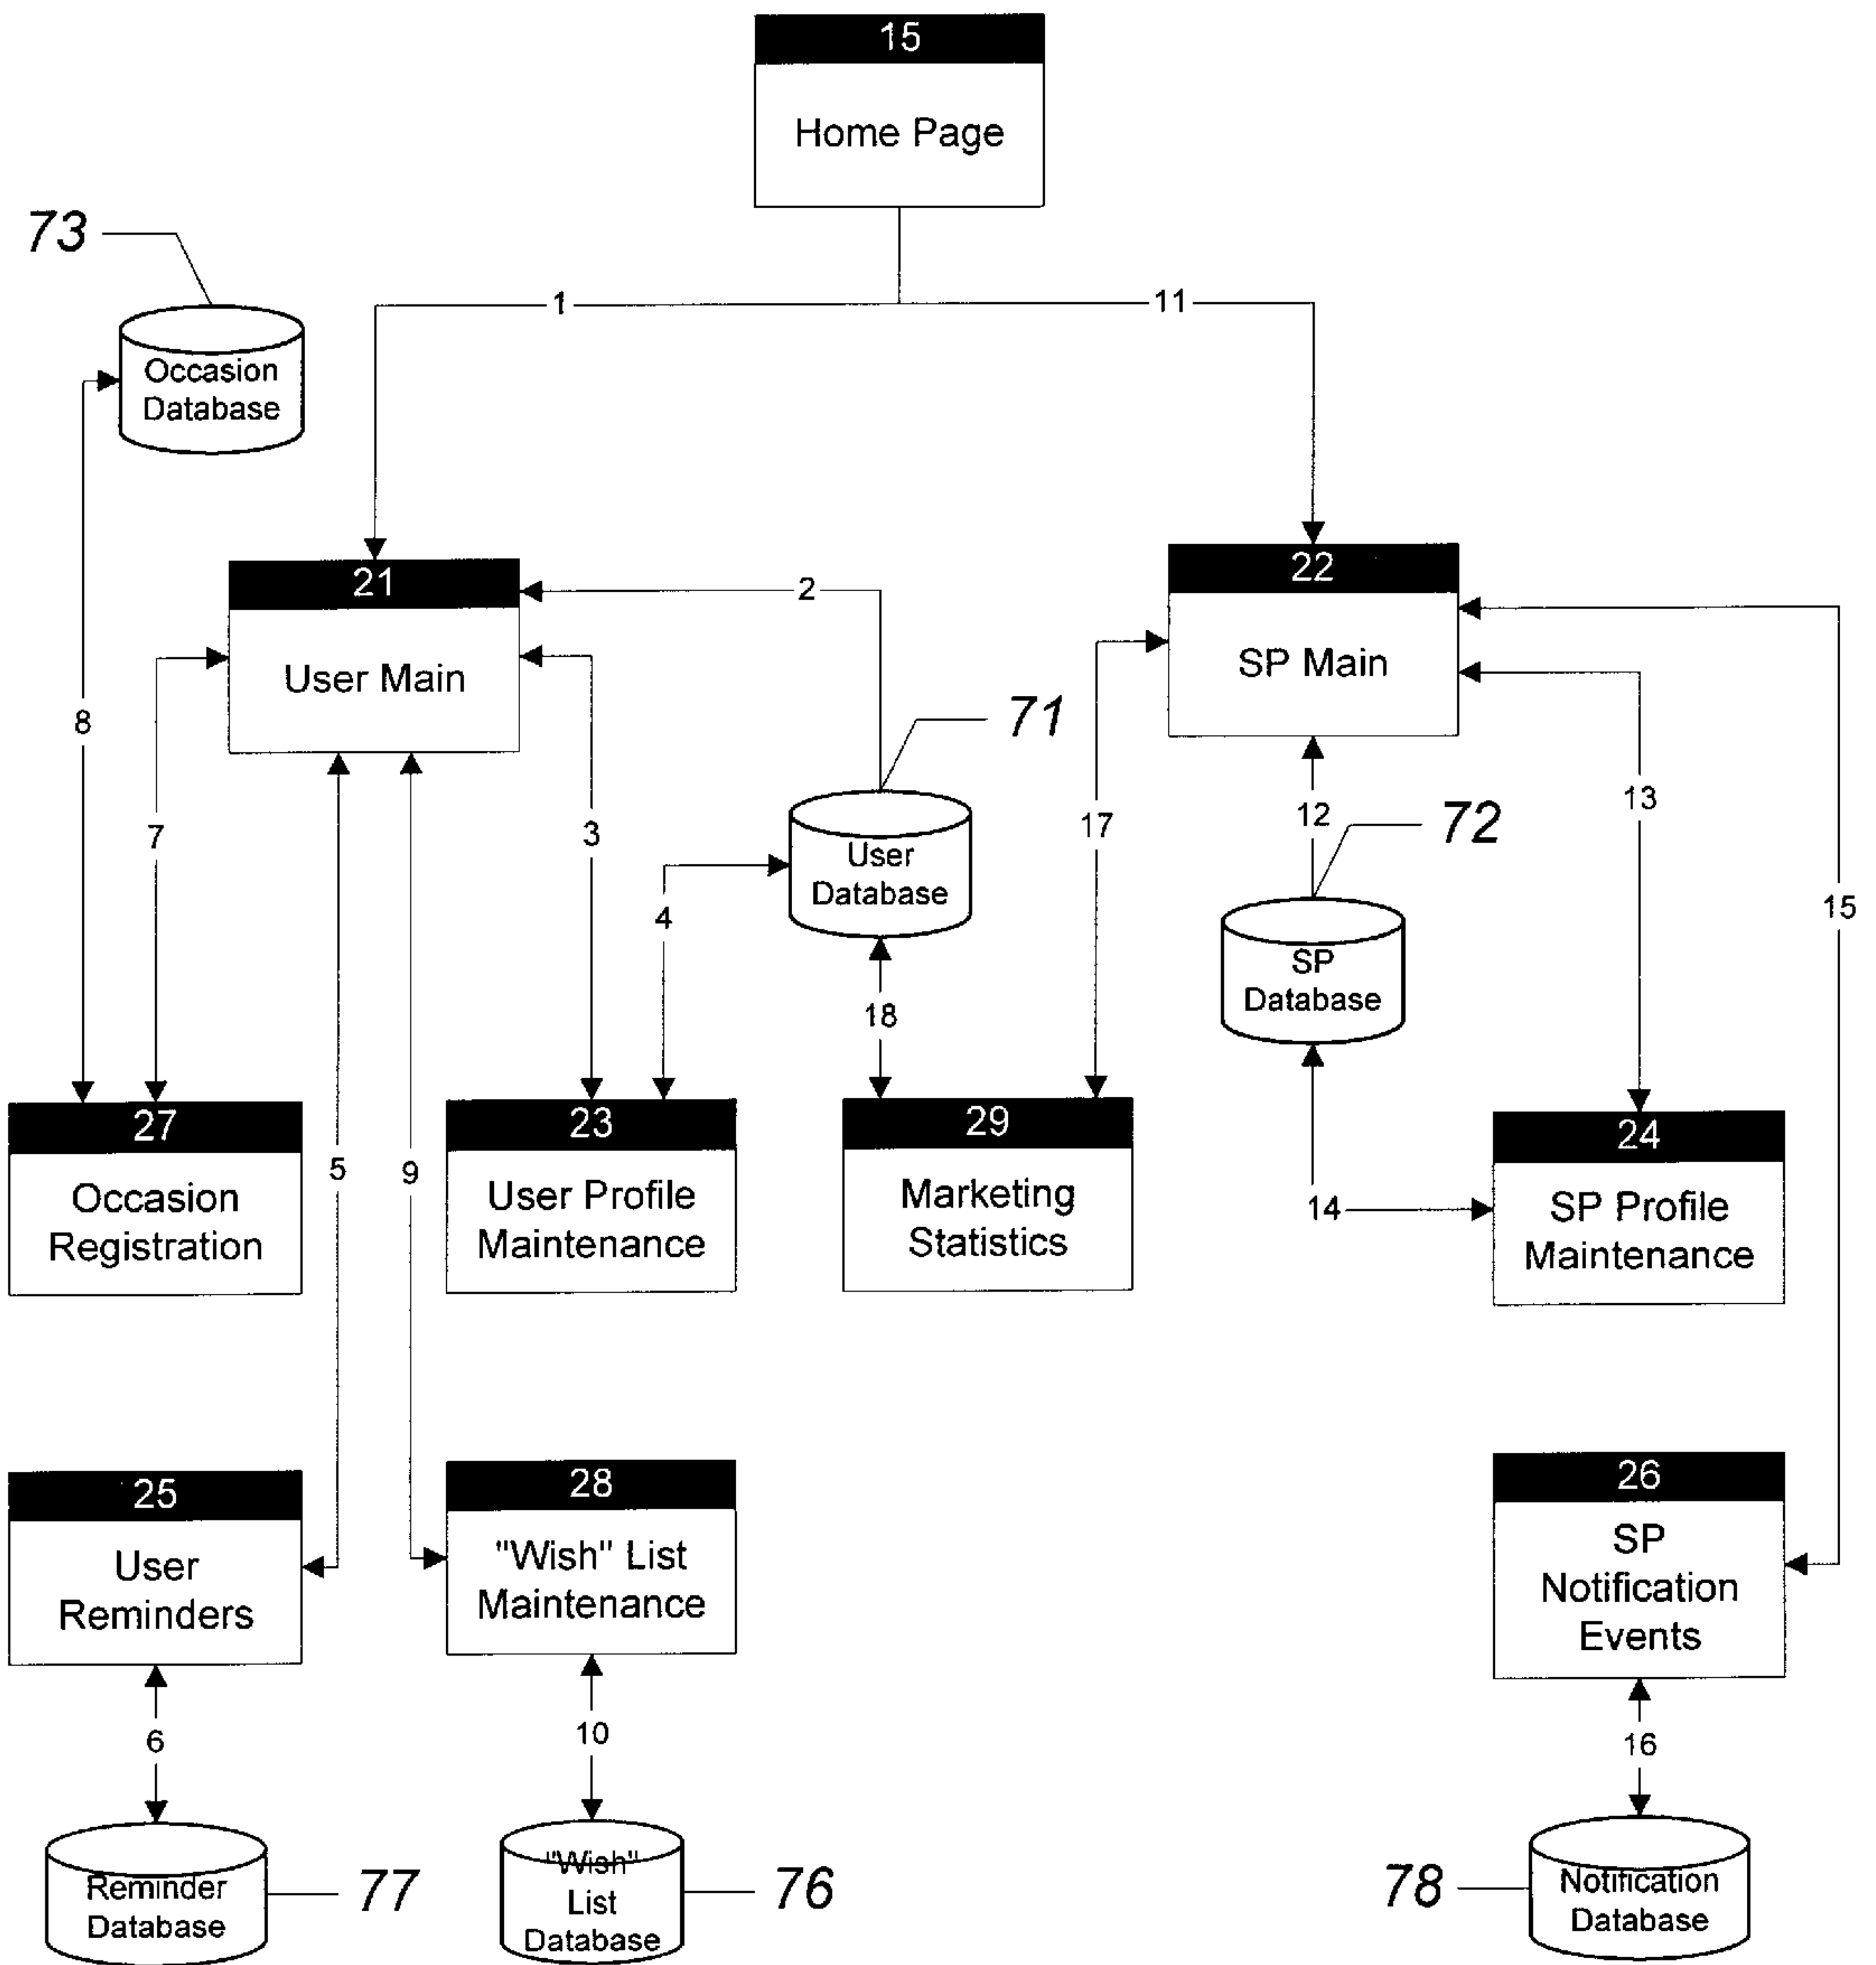 15
Home Page
73
1
11
Occasion
Database
21
User Main
2
22
SP Main
8
7
3
71
User
Database
4
17
12
72
13
15
SP
Database
18
14
27
Occasion
Registration
5
9
23
User Profile
Maintenance
29
Marketing
Statistics
24
SP Profile
Maintenance
25
User
Reminders
28
"Wish" List
Maintenance
26
SP
Notification
Events
6
10
16
Reminder
Database
77
"Wish"
List
Database
76
78
Notification
Database